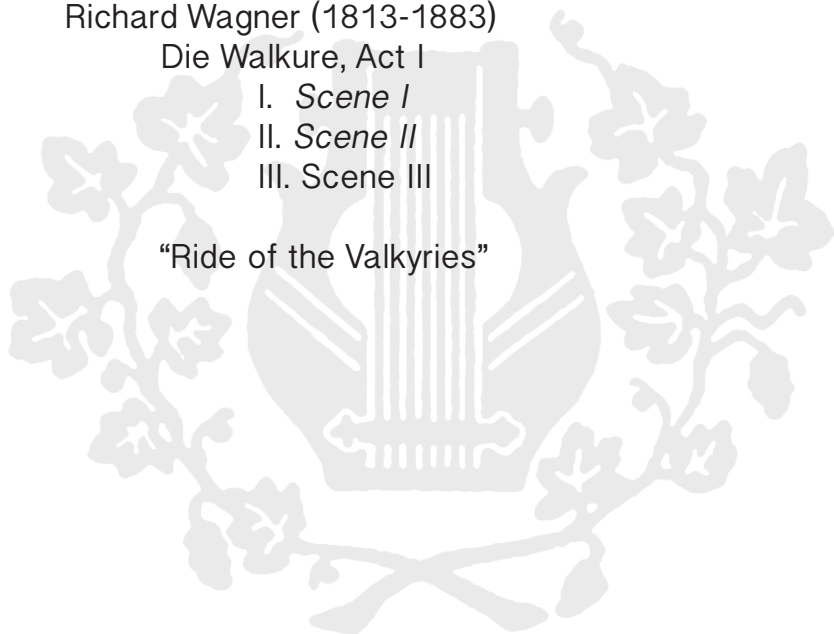 Richard Wagner (1813-1883)
Die Walkure, Act I
I. Scene I
II. Scene II
III. Scene III
“Ride of the Valkyries”